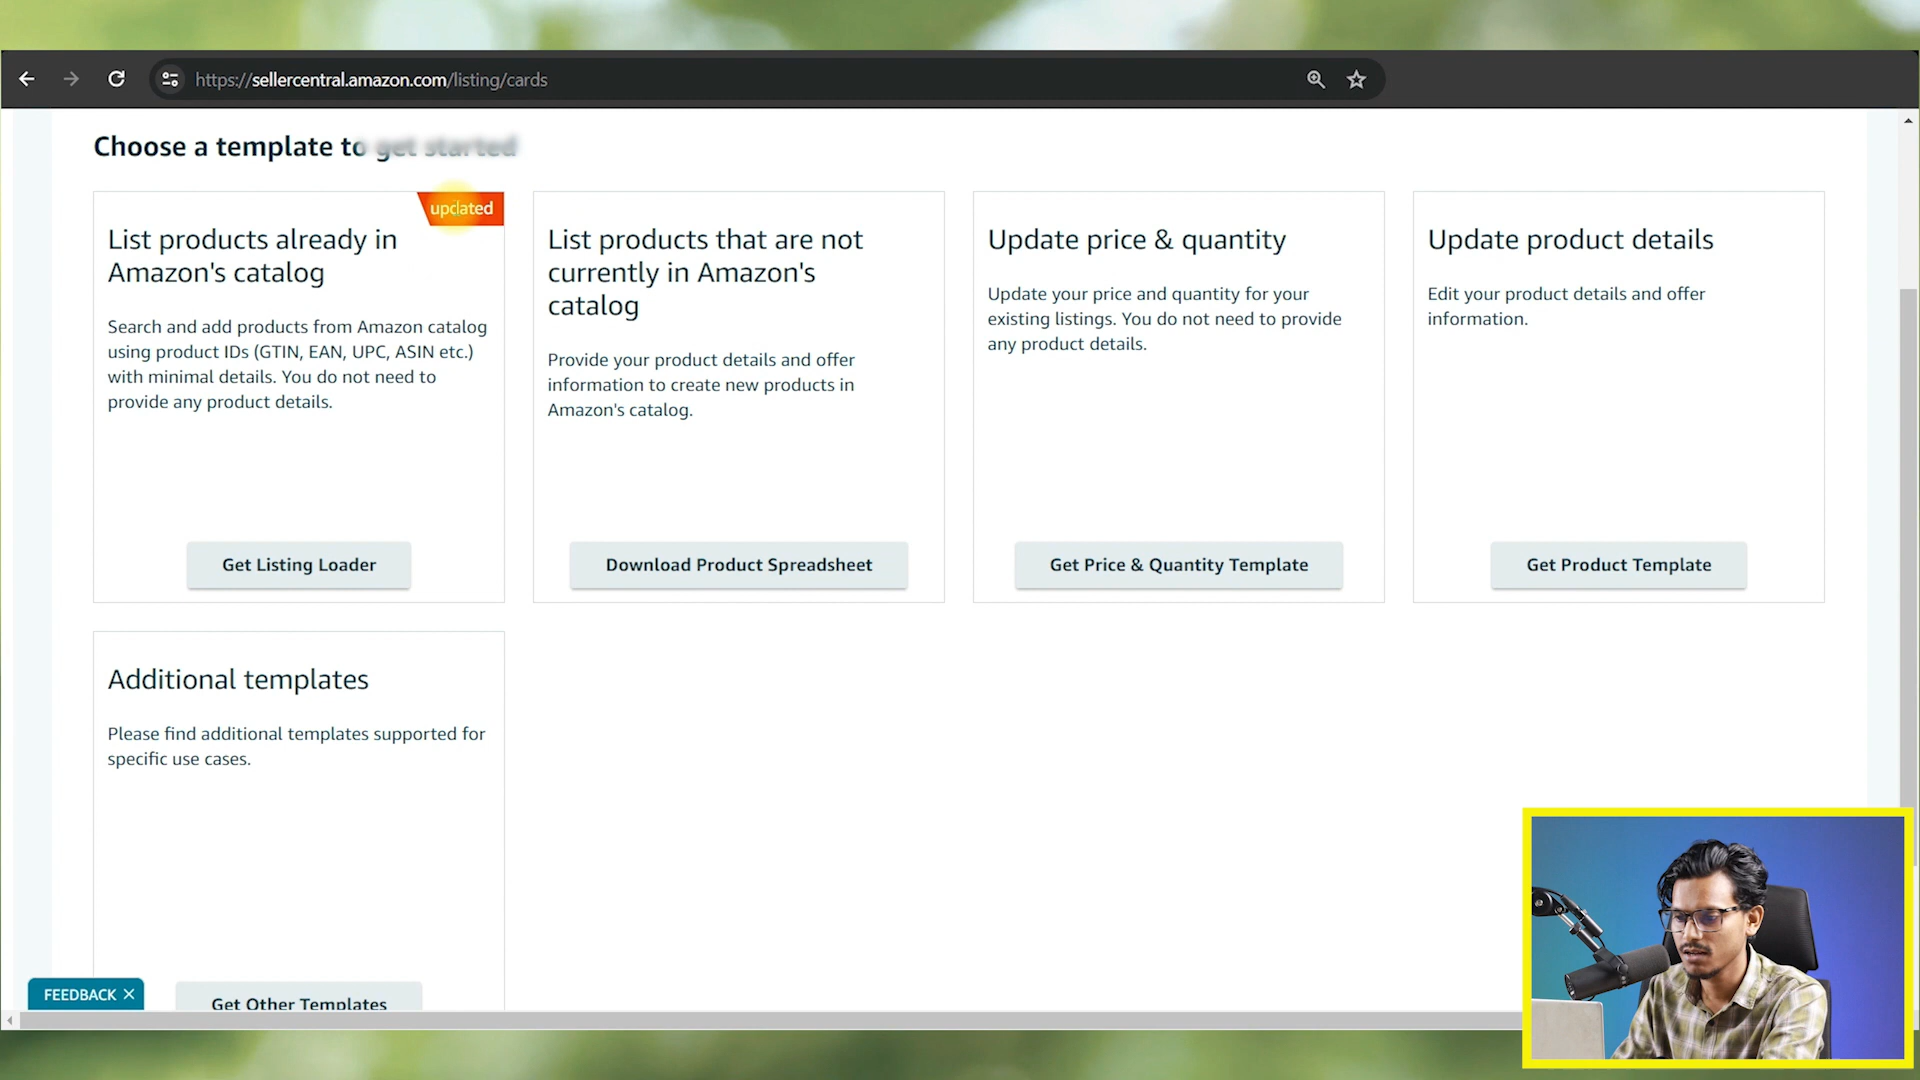 https://sellercentral.amazon.com/listing/cards
Choose a template to get started
updated
List products already in
Amazon's catalog
Search and add products from Amazon catalog
using product IDs (GTIN, EAN, UPC, ASIN etc.)
with minimal details. You do not need to
provide any product details.
Get Listing Loader
List products that are not
currently in Amazon's
catalog
Provide your product details and offer
information to create new products in
Amazon's catalog.
Download Product Spreadsheet
Update price & quantity
Update your price and quantity for your
existing listings. You do not need to provide
any product details.
Get Price & Quantity Template
Update product details
Edit your product details and offer
information.
Get Product Template
Additional templates
Please find additional templates supported for
specific use cases.
Get Other Templates
FEEDBACK